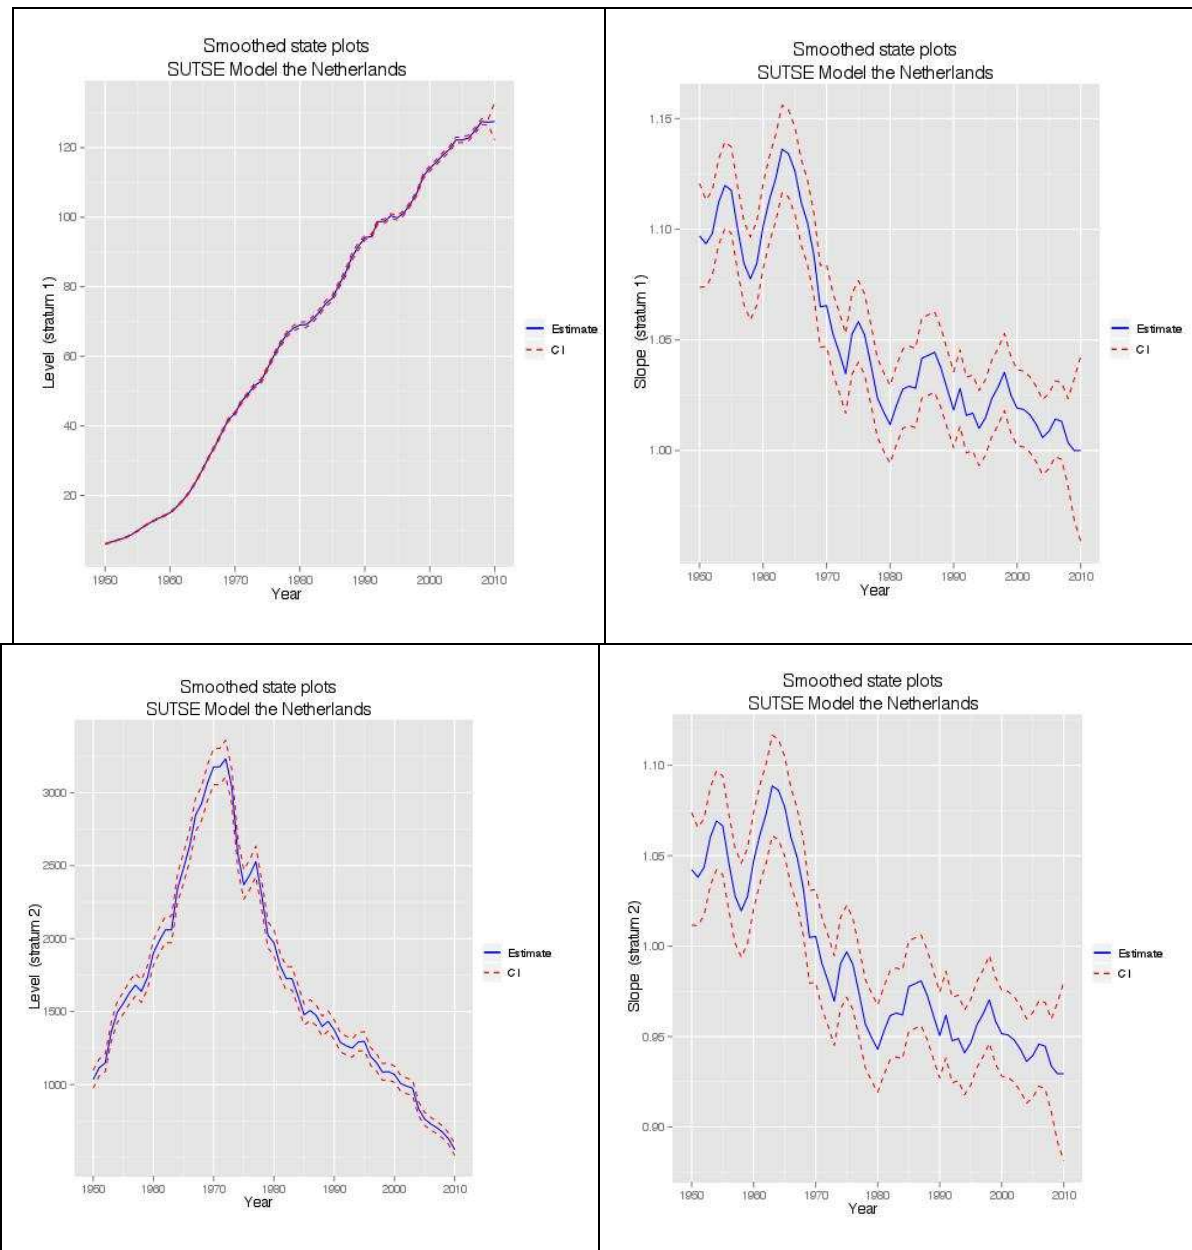 Smoothed state plots
SUTSE Model the Netherlands
Level (stratum 1)
120
100
80
60
40
20
1950 1960 1970 1980 1990 2000 2010
Year
Estimate
CI
Smoothed state plots
SUTSE Model the Netherlands
Slope (stratum 1)
1.15
1.10
1.05
1.00
1950 1960 1970 1980 1990 2000 2010
Year
Estimate
CI
Smoothed state plots
SUTSE Model the Netherlands
Level (stratum 2)
3000
2500
2000
1500
1000
1950 1960 1970 1980 1990 2000 2010
Year
Estimate
CI
Smoothed state plots
SUTSE Model the Netherlands
Slope (stratum 2)
1.10
1.05
1.00
0.95
0.90
1950 1960 1970 1980 1990 2000 2010
Year
Estimate
CI